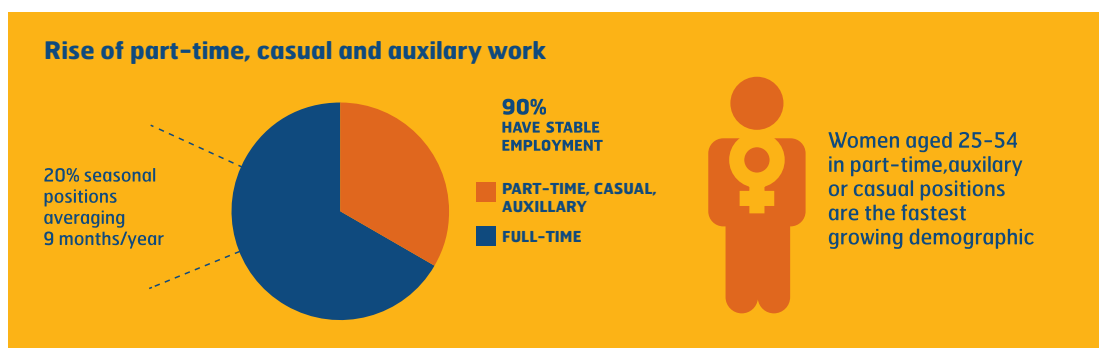 Rise of part-time, casual and auxilary work
20% seasonal
positions
averaging
9 months/year
90%
HAVE STABLE
EMPLOYMENT
PART-TIME, CASUAL,
AUXILLARY
FULL-TIME
Women aged 25-54
in part-time,auxilary
or casual positions
are the fastest
growing demographic